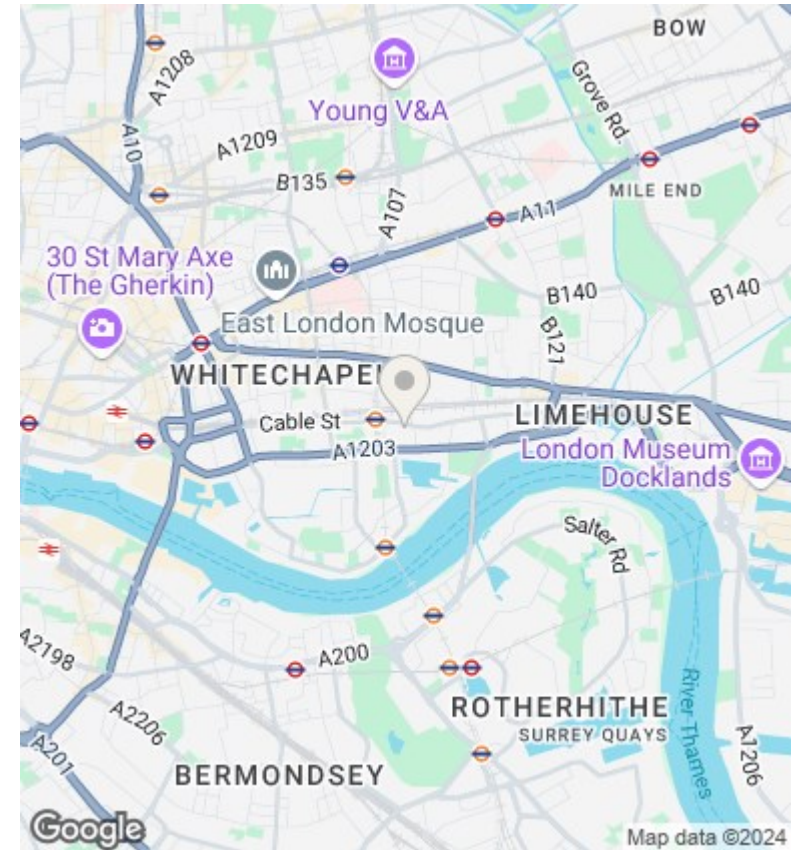 BOW
A1208
Grove Rd.
Young V&A
A10
A1209
B135
A107
MILE END
A11
30 St Mary Axe
(The Gherkin)
East London Mosque
B140
B140
B121
WHITECHAPEL
Cable St
LIMEHOUSE
A1203
London Museum
Docklands
Salter Rd
A2198
A200
A2206
River Thames
ROTHERHITHE
SURREY QUAYS
A1206
A201
BERMONDSEY
Google
Map data ©2024